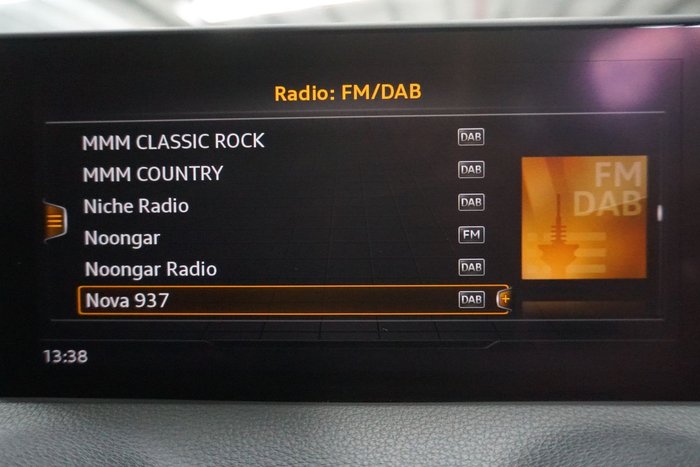 Radio: FM/DAB
MMM CLASSIC ROCK DAB
MMM COUNTRY DAB
Niche Radio DAB
Noongar FM
Noongar Radio DAB
Nova 937 DAB +
FM
DAB
13:38